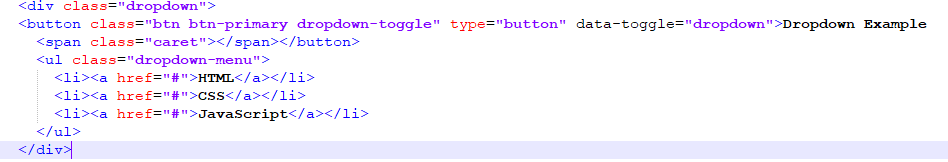 <div class="dropdown">
<button class="btn btn-primary dropdown-toggle" type="button" data-toggle="dropdown">Dropdown Example
<span class="caret"></span></button>
<ul class="dropdown-menu">
<li><a href="#">HTML</a></li>
<li><a href="#">CSS</a></li>
<li><a href="#">JavaScript</a></li>
</ul>
</div>